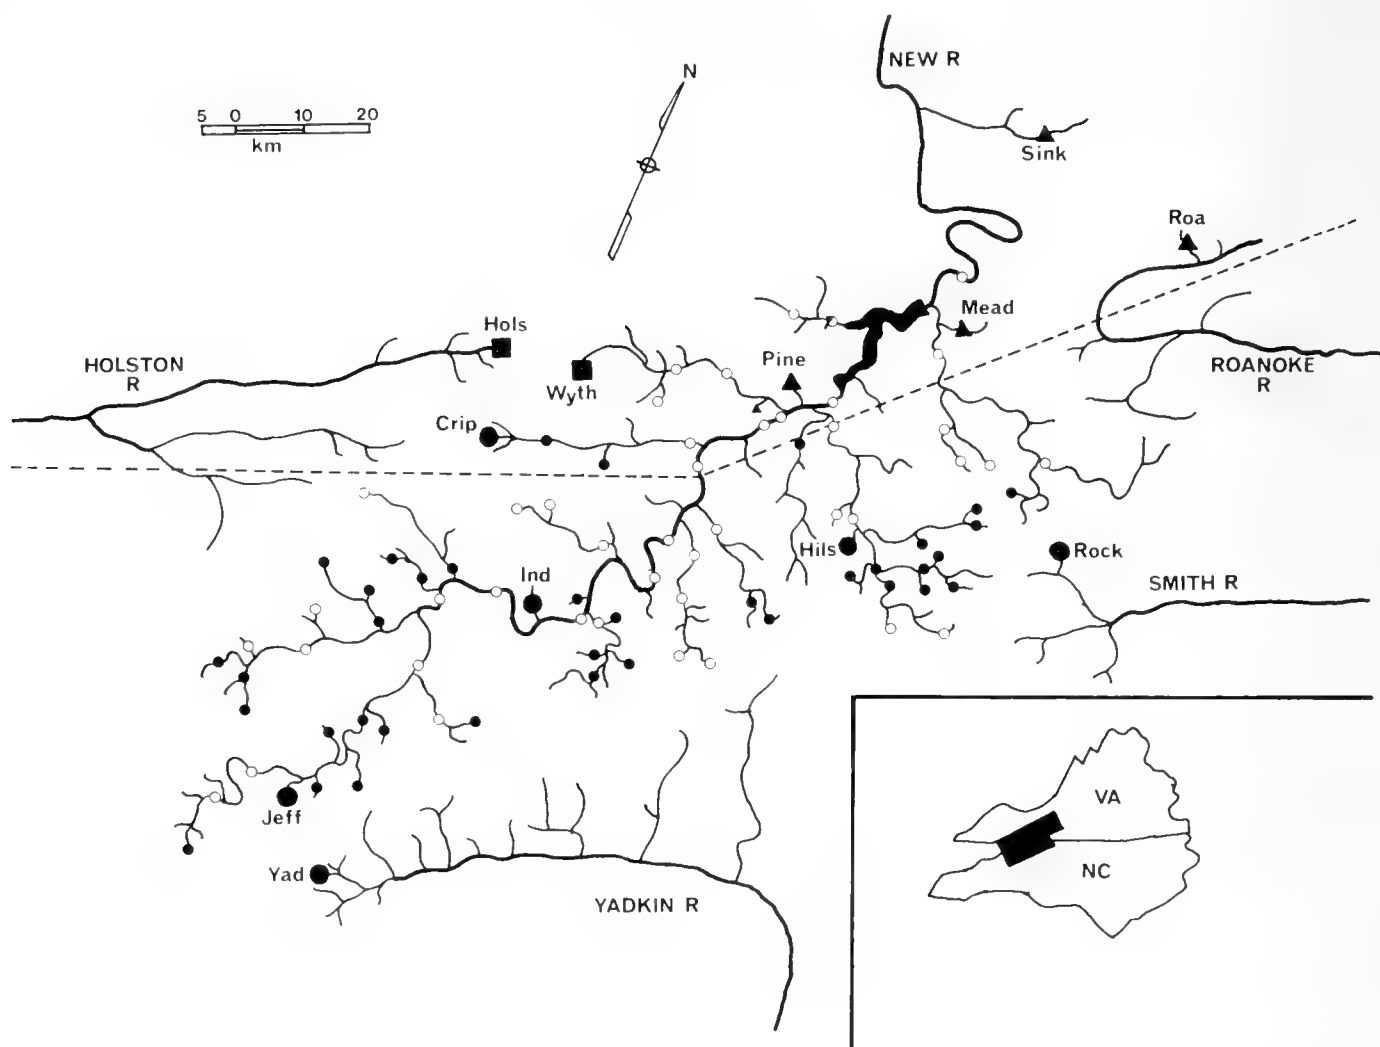 NEW R
N
5 0 10 20
km
Sink
Roa
Mead
Hols
HOLSTON
R
Pine
Wyth
ROANOKE
R
Crip
Hils
Rock
Ind
SMITH R
Jeff
VA
Yad
NC
YADKIN R